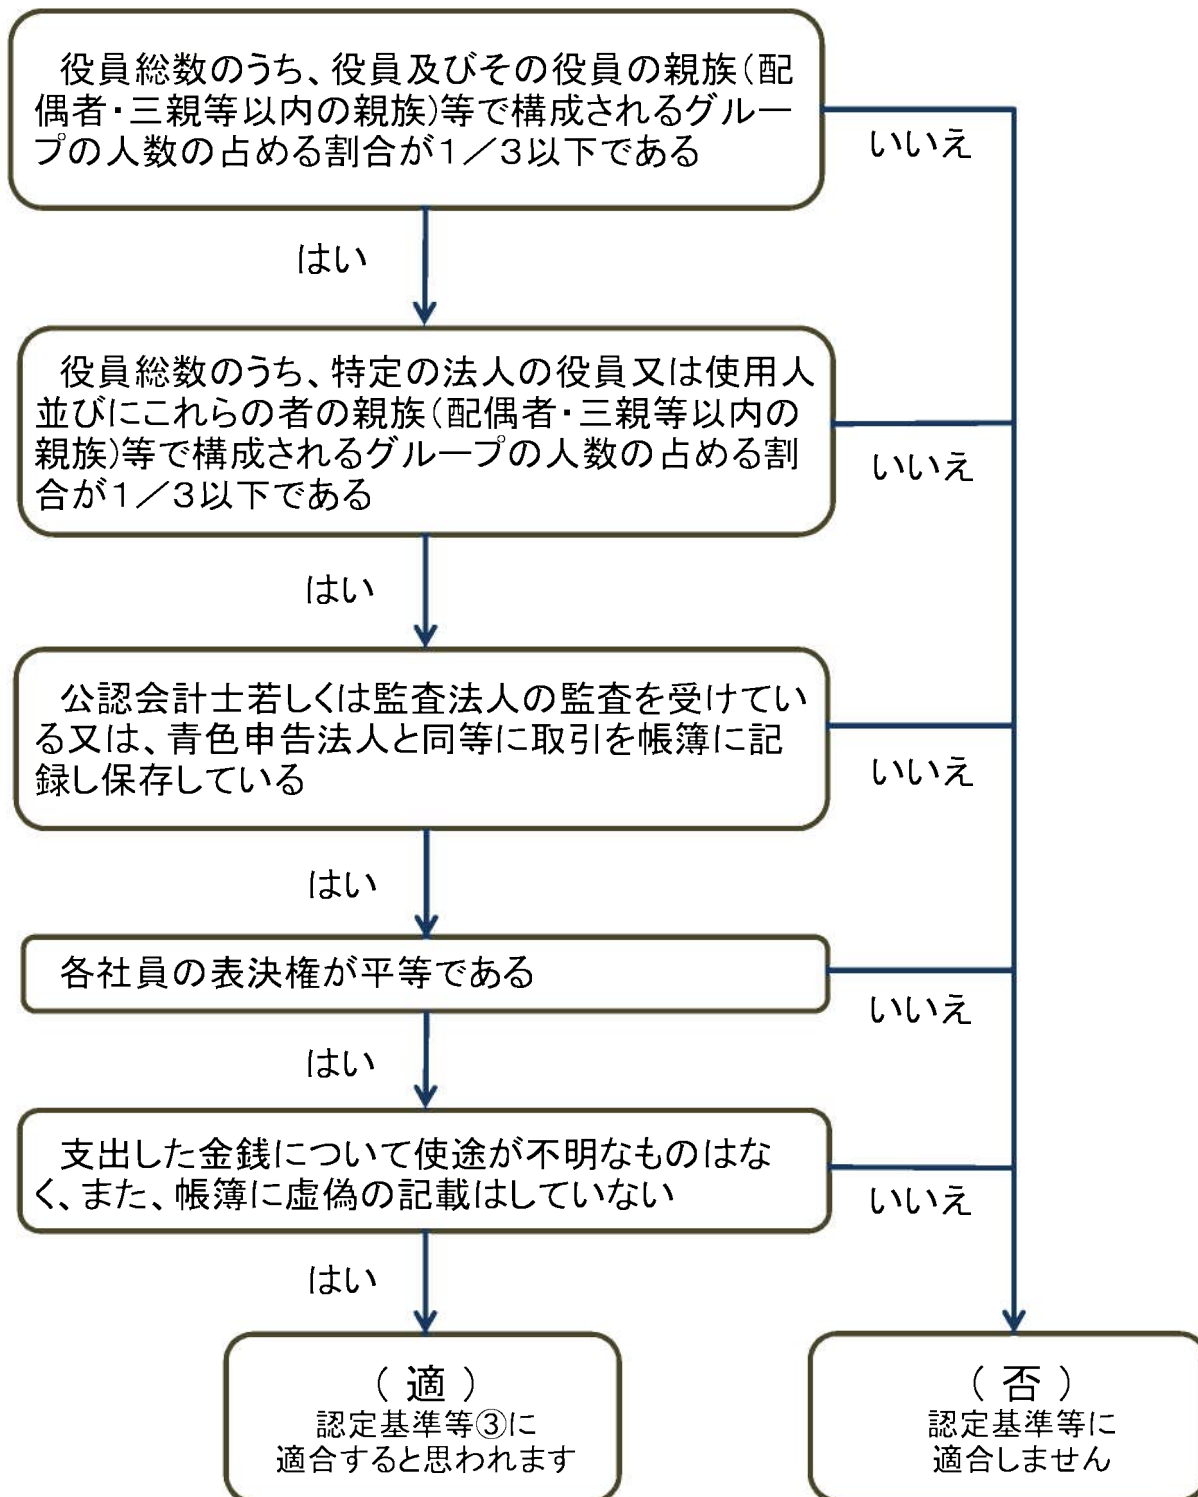 役員総数のうち、役員及びその役員の親族(配
偶者・三親等以内の親族)等で構成されるグルー
プの人数の占める割合が1/3以下である
いいえ
はい
役員総数のうち、特定の法人の役員又は使用人
並びにこれらの者の親族(配偶者・三親等以内の
親族)等で構成されるグループの人数の占める割
合が1/3以下である
いいえ
はい
公認会計士若しくは監査法人の監査を受けてい
る又は、青色申告法人と同等に取引を帳簿に記
録し保存している
いいえ
はい
各社員の表決権が平等である
いいえ
はい
支出した金銭について使途が不明なものはな
く、また、帳簿に虚偽の記載はしていない
いいえ
はい
(適)
認定基準等③に
適合すると思われます
(否)
認定基準等に
適合しません